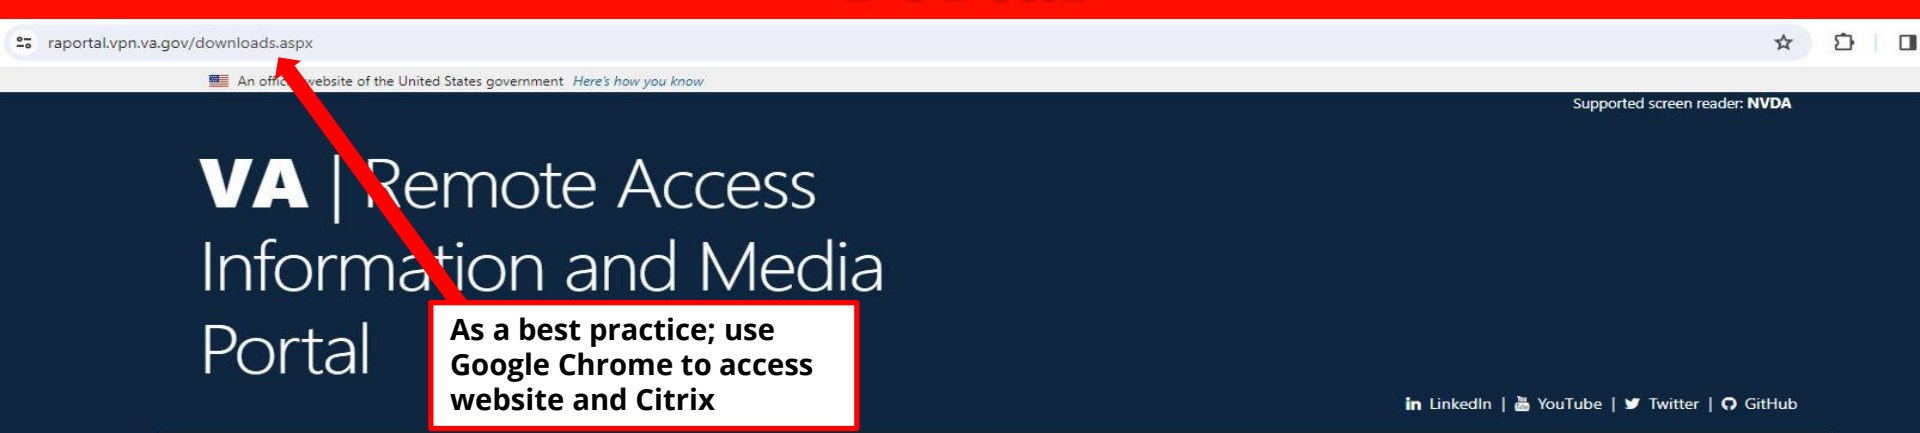 raportal.vpn.va.gov/downloads.aspx
An website of the United States government Here's how you know
Supported screen reader: NVDA
VA | Remote Access
Information and Media
Portal
As a best practice; use
Google Chrome to access
website and Citrix
in LinkedIn | YouTube | Twitter | GitHub